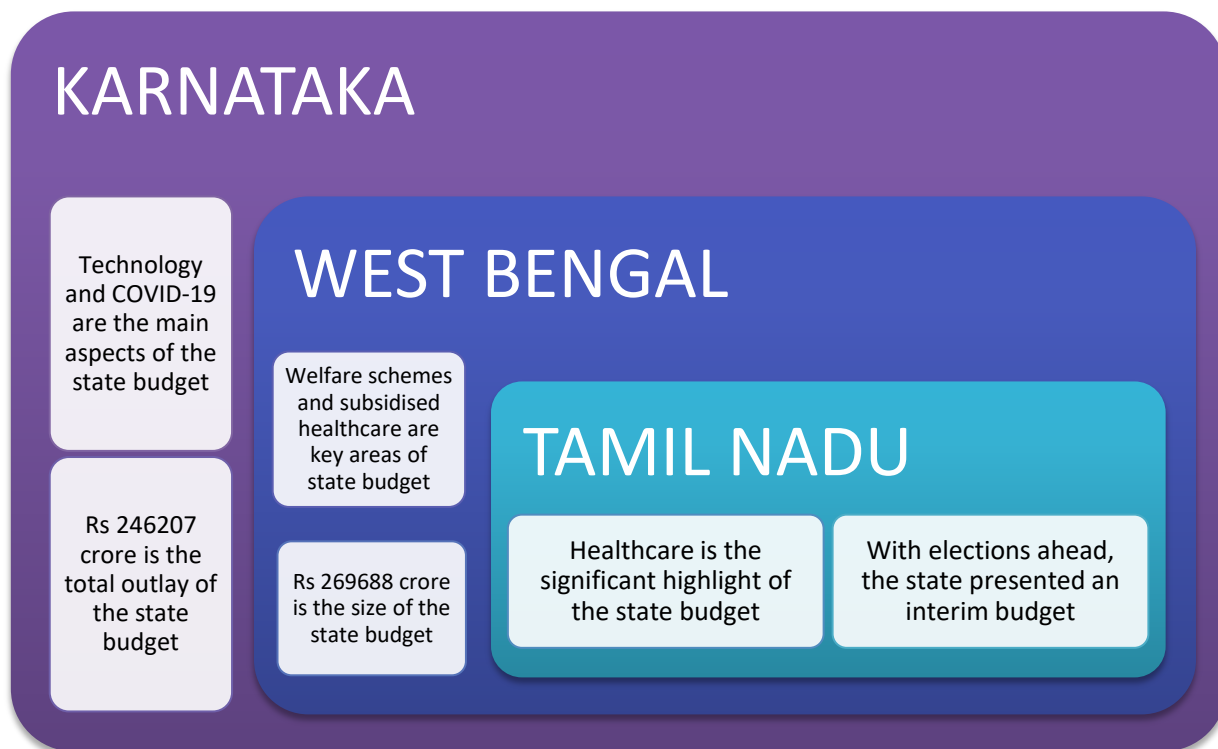 KARNATAKA
Technology
and COVID-19
are the main
aspects of the
state budget
Rs 246207
crore is the
total outlay of
the state
budget
WEST BENGAL
Welfare schemes
and subsidised
healthcare are
key areas of
state budget
Rs 269688 crore
is the size of the
state budget
TAMIL NADU
Healthcare is the
significant highlight of
the state budget
With elections ahead,
the state presented an
interim budget